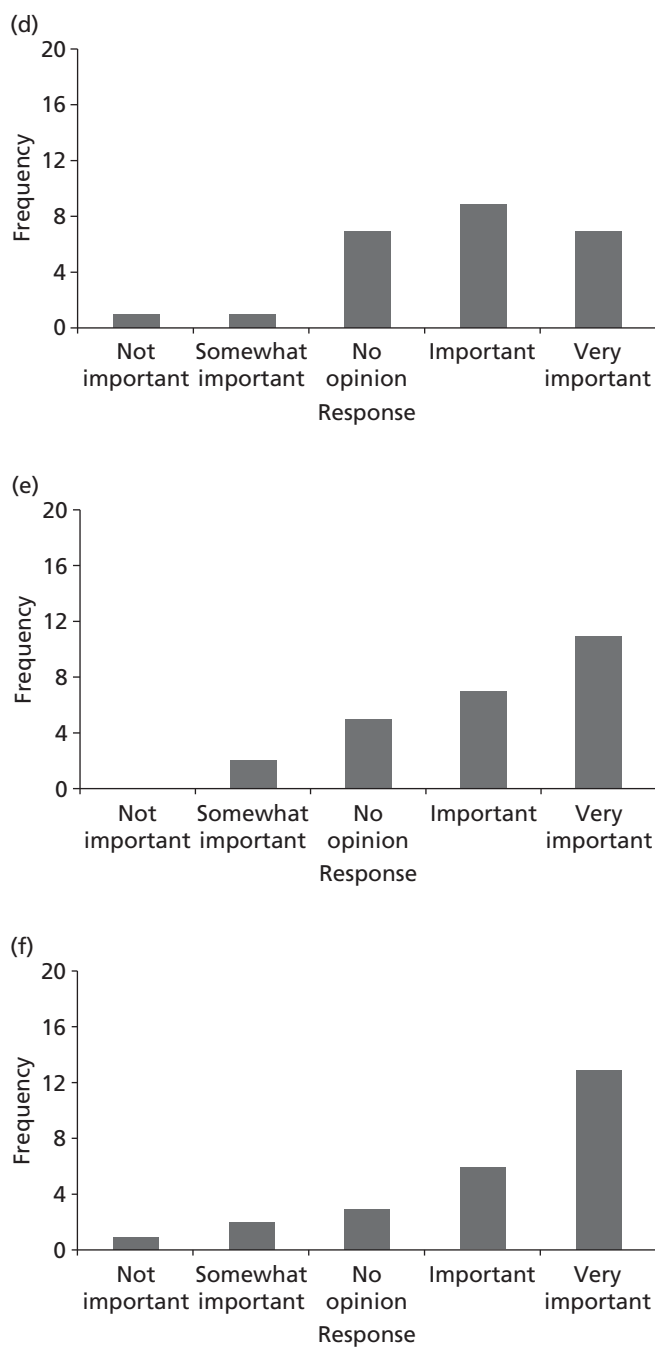 (d)
20
16
12
8
4
0
Frequency
Not important
Somewhat important
No opinion
Important
Very important
Response
(e)
20
16
12
8
4
0
Frequency
Not important
Somewhat important
No opinion
Important
Very important
Response
(f)
20
16
12
8
4
0
Frequency
Not important
Somewhat important
No opinion
Important
Very important
Response